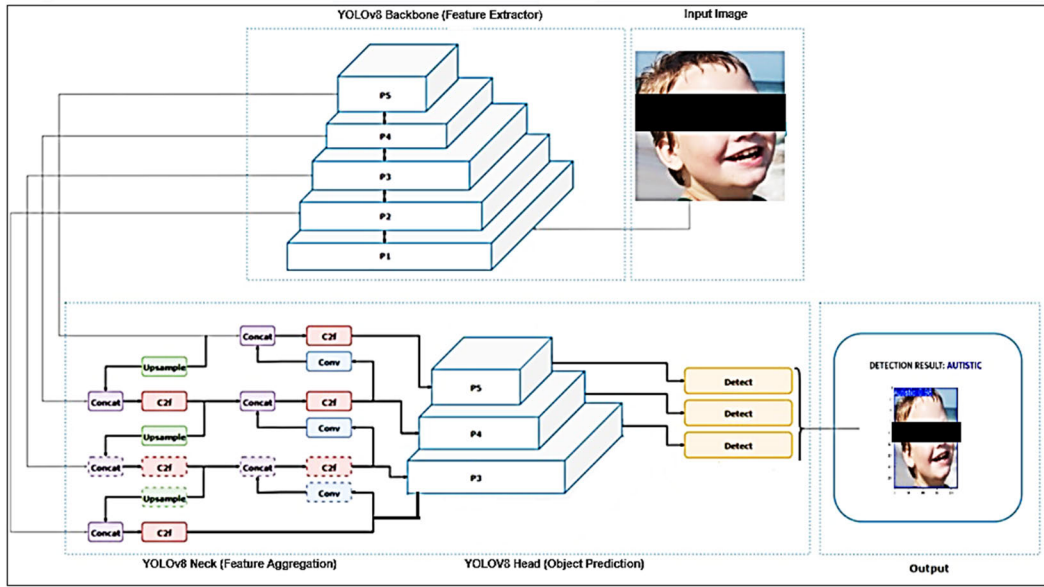 YOLOv8 Backbone (Feature Extractor)
Input Image
P5
P4
P3
P2
P1
Concat
C2f
Upsample
Conv
Concat
C2f
Concat
C2f
Upsample
Conv
Concat
C2f
Concat
C2f
Upsample
Conv
Concat
C2f
P5
P4
P3
Detect
Detect
Detect
DETECTION RESULT: AUTISTIC
YOLOv8 Neck (Feature Aggregation)
YOLOV8 Head (Object Prediction)
Output